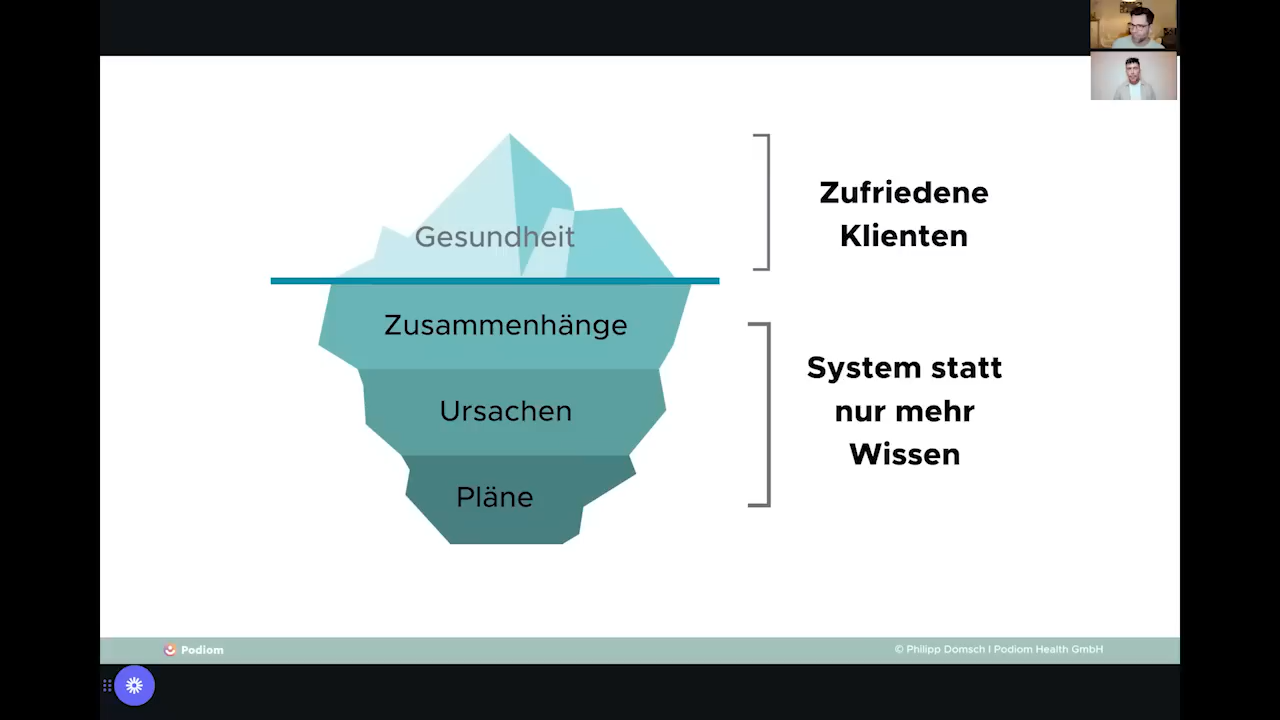 Gesundheit
Zufriedene
Klienten
Zusammenhänge
Ursachen
Pläne
System statt
nur mehr
Wissen
Podiom
© Philipp Domsch I Podiom Health GmbH